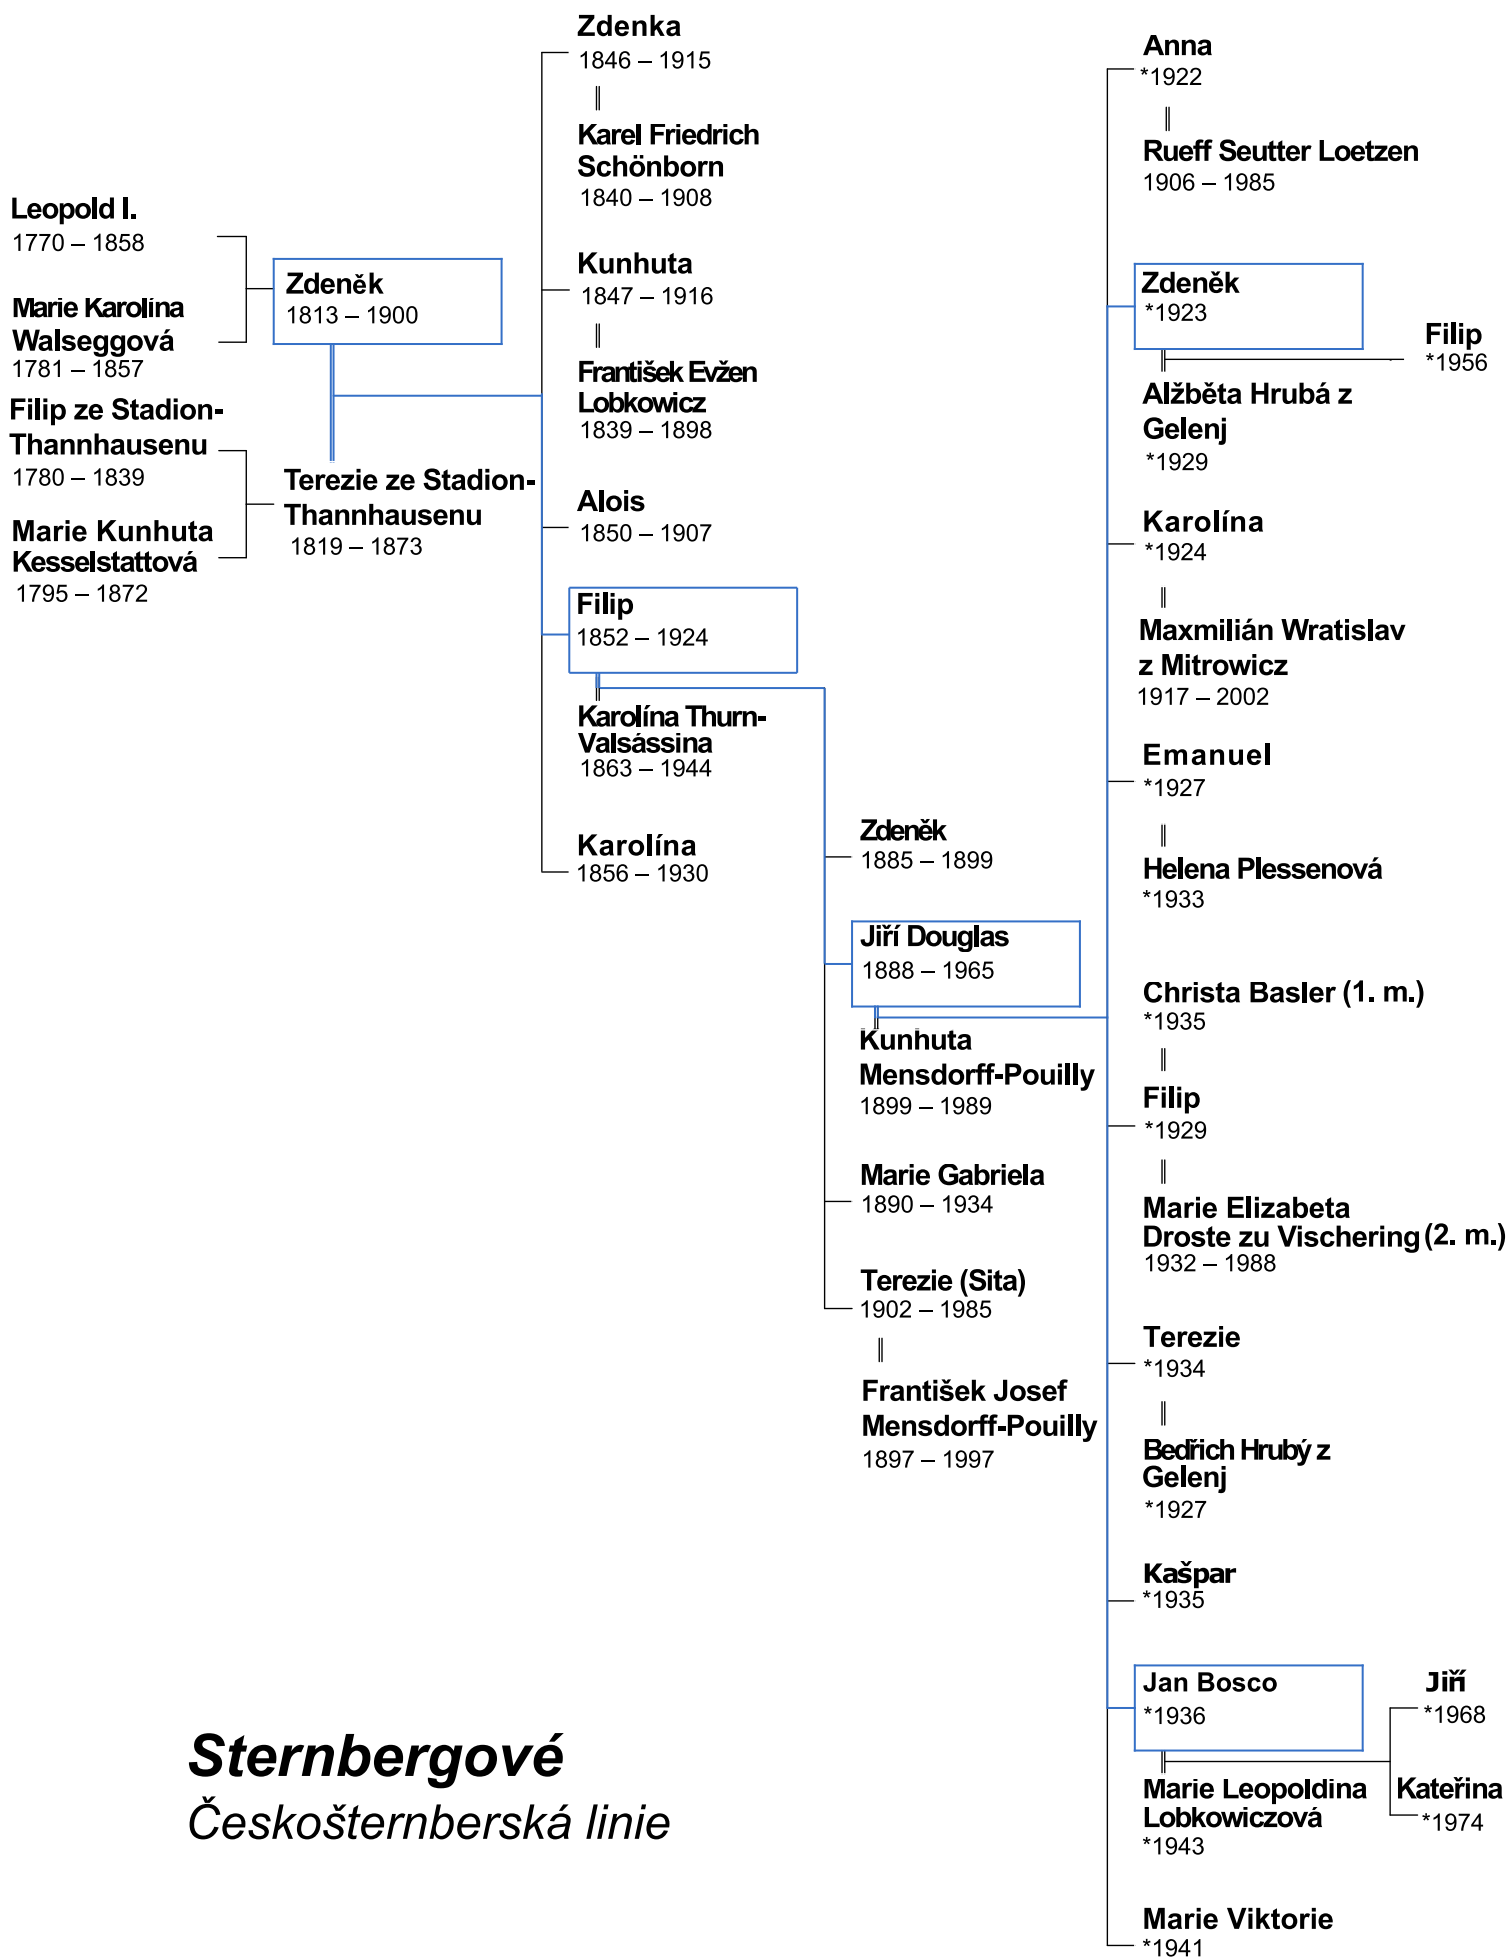 Leopold I.
1770 – 1858
Marie Karolína
Walseggová
1781 – 1857
Filip ze Stadion-
Thannhausenu
1780 – 1839
Marie Kunhuta
Kesselstattová
1795 – 1872
Zdeněk
1813 – 1900
Terezie ze Stadion-
Thannhausenu
1819 – 1873
Zdenka
1846 – 1915
Karel Friedrich
Schönborn
1840 – 1908
Kunhuta
1847 – 1916
František Evžen
Lobkowicz
1839 – 1898
Alois
1850 – 1907
Filip
1852 – 1924
Karolína Thurn-
Valsássina
1863 – 1944
Karolína
1856 – 1930
Zdeněk
1885 – 1899
Jiří Douglas
1888 – 1965
Kunhuta
Mensdorff-Pouilly
1899 – 1989
Marie Gabriela
1890 – 1934
Terezie (Sita)
1902 – 1985
František Josef
Mensdorff-Pouilly
1897 – 1997
Anna
*1922
Rueff Seutter Loetzen
1906 – 1985
Zdeněk
*1923
Alžběta Hrubá z
Gelenj
*1929
Filip
*1956
Karolína
*1924
Maxmilián Wratislav
z Mitrowicz
1917 – 2002
Emanuel
*1927
Helena Plessenová
*1933
Christa Basler (1. m.)
*1935
Filip
*1929
Marie Elizabeta
Droste zu Vischering (2. m.)
1932 – 1988
Terezie
*1934
Bedřich Hrubý z
Gelenj
*1927
Kašpar
*1935
Jan Bosco
*1936
Marie Leopoldina
Lobkowiczová
*1943
Jiří
*1968
Kateřina
*1974
Marie Viktorie
*1941
Sternbergové
Českošternberská linie